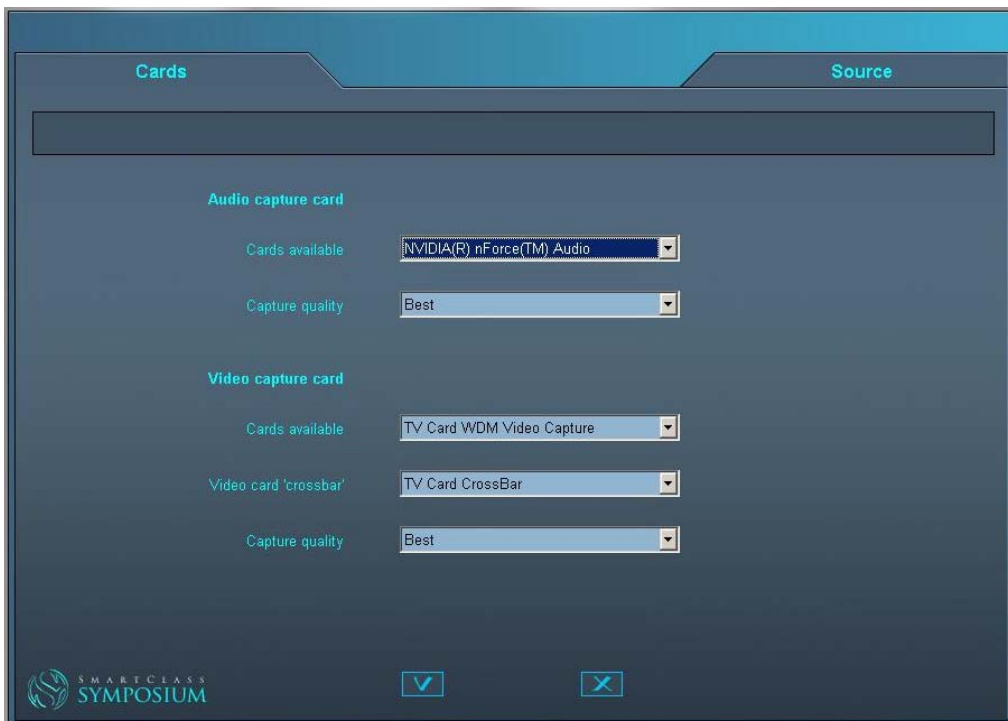 Cards Source
Audio capture card
Cards available NVIDIA(R) nForce(TM) Audio
Capture quality Best
Video capture card
Cards available TV Card WDM Video Capture
Video card 'crossbar' TV Card CrossBar
Capture quality Best
SMARTCLASS
SYMPOSIUM